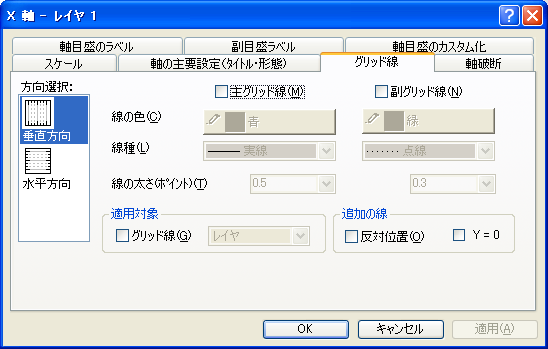 X 軸 - レイヤ 1
軸目盛のラベル 副目盛ラベル 軸目盛のカスタム化
スケール 軸の主要設定(タイトル・形態) グリッド線 軸破断
方向選択:
垂直方向
水平方向
主グリッド線(M) 副グリッド線(N)
線の色(C) 青 緑
線種(L) 実線 点線
線の太さ(ポイント)(T) 0.5 0.3
適用対象 追加の線
グリッド線(G) レイヤ 反対位置(O) Y = 0
OK キャンセル 適用(A)